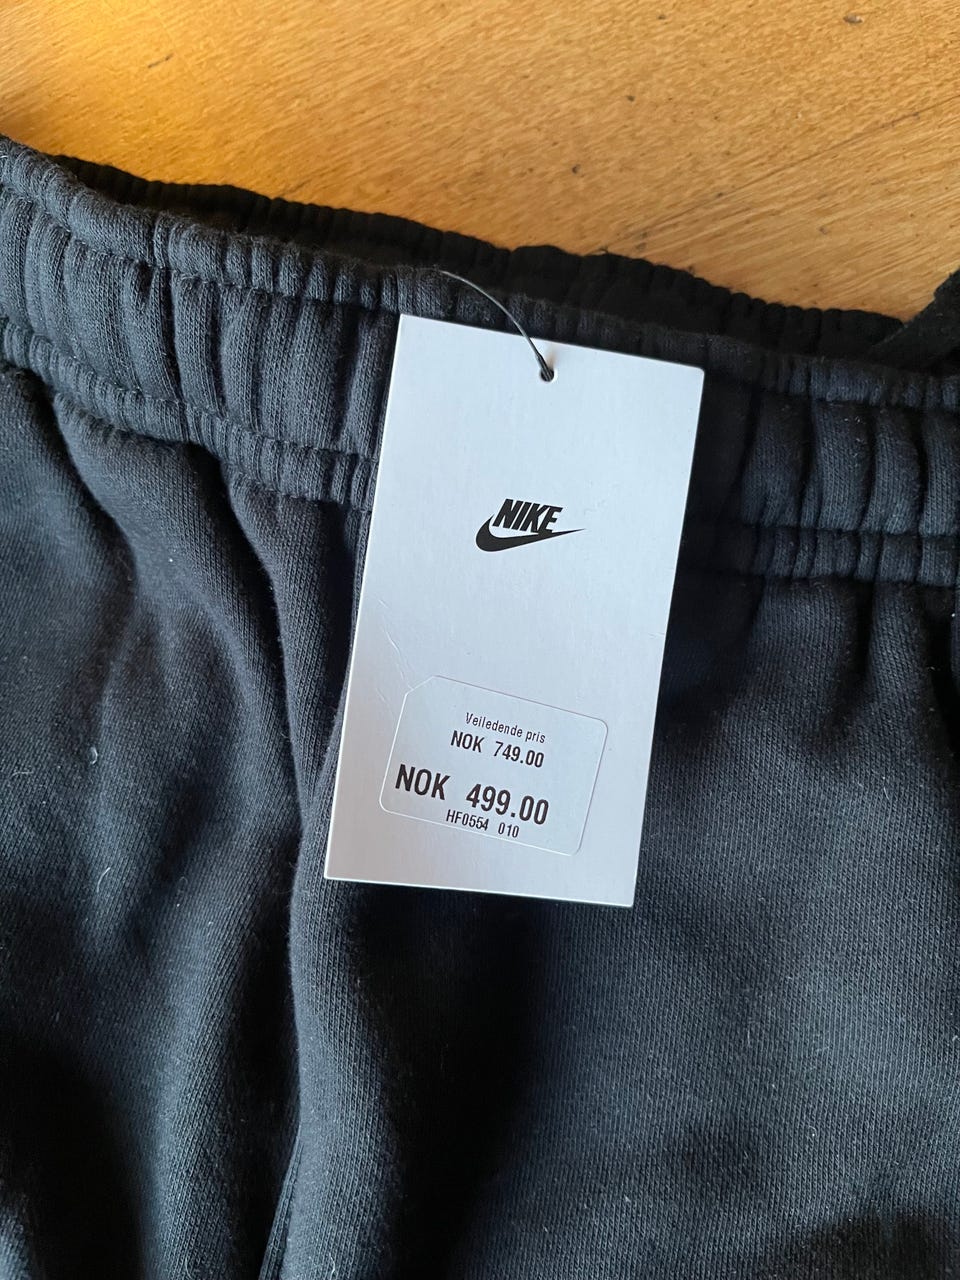 NIKE
Veiledende pris
NOK 749.00
NOK 499.00
HF0554 010